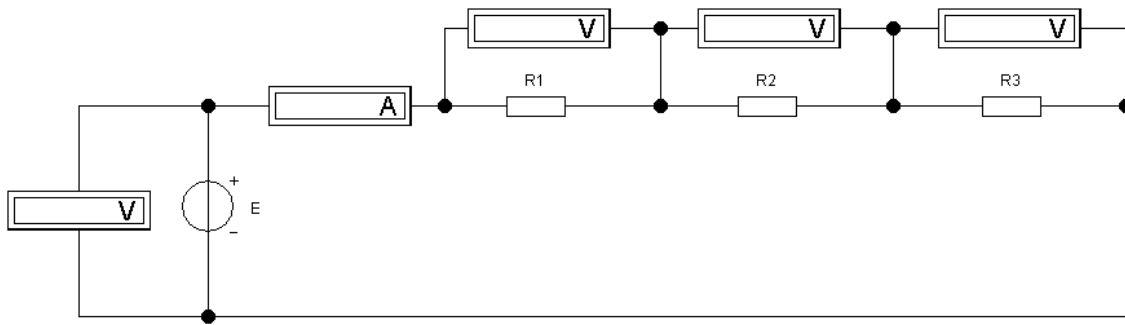 V V V
R1 R2 R3
A
+
V E
−